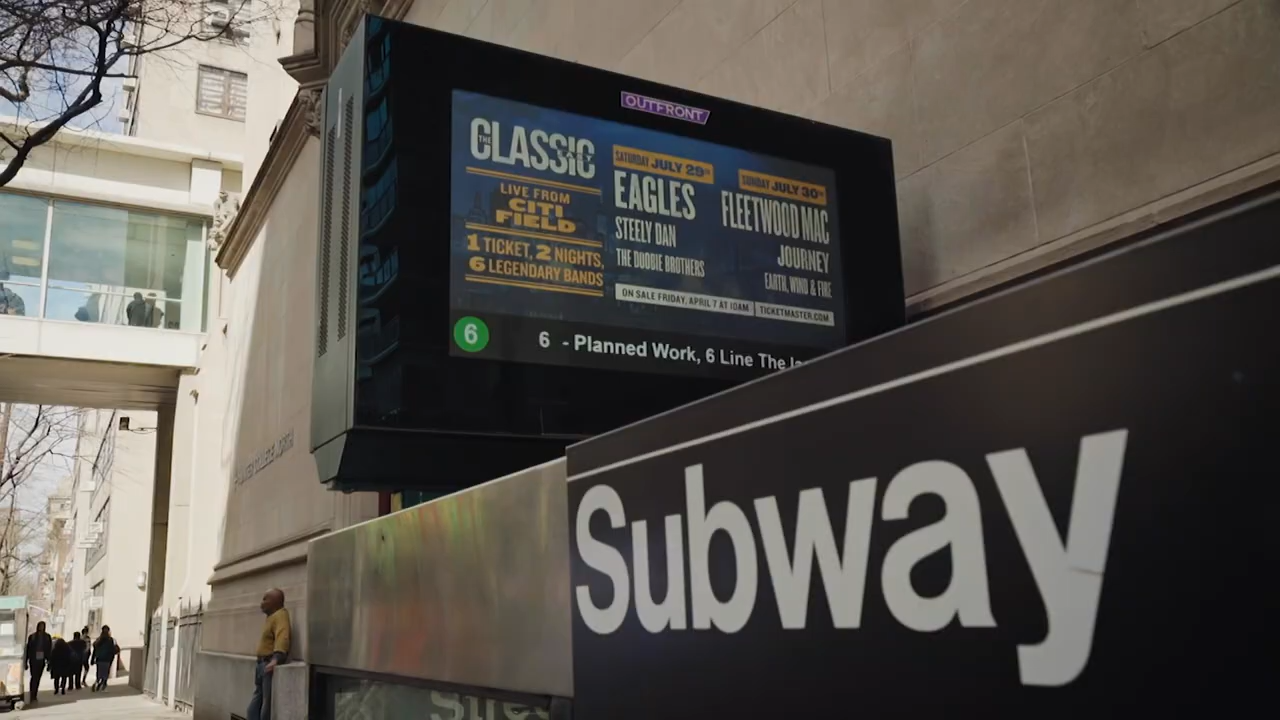 OUTFRONT
THE CLASSIC EAST
LIVE FROM
CITI
FIELD
1 TICKET, 2 NIGHTS,
6 LEGENDARY BANDS
SATURDAY JULY 29TH
EAGLES
STEELY DAN
THE DOOBIE BROTHERS
SUNDAY JULY 30TH
FLEETWOOD MAC
JOURNEY
EARTH, WIND & FIRE
ON SALE FRIDAY, APRIL 7 AT 10AM
TICKETMASTER.COM
6
6 - Planned Work, 6 Line The
Subway